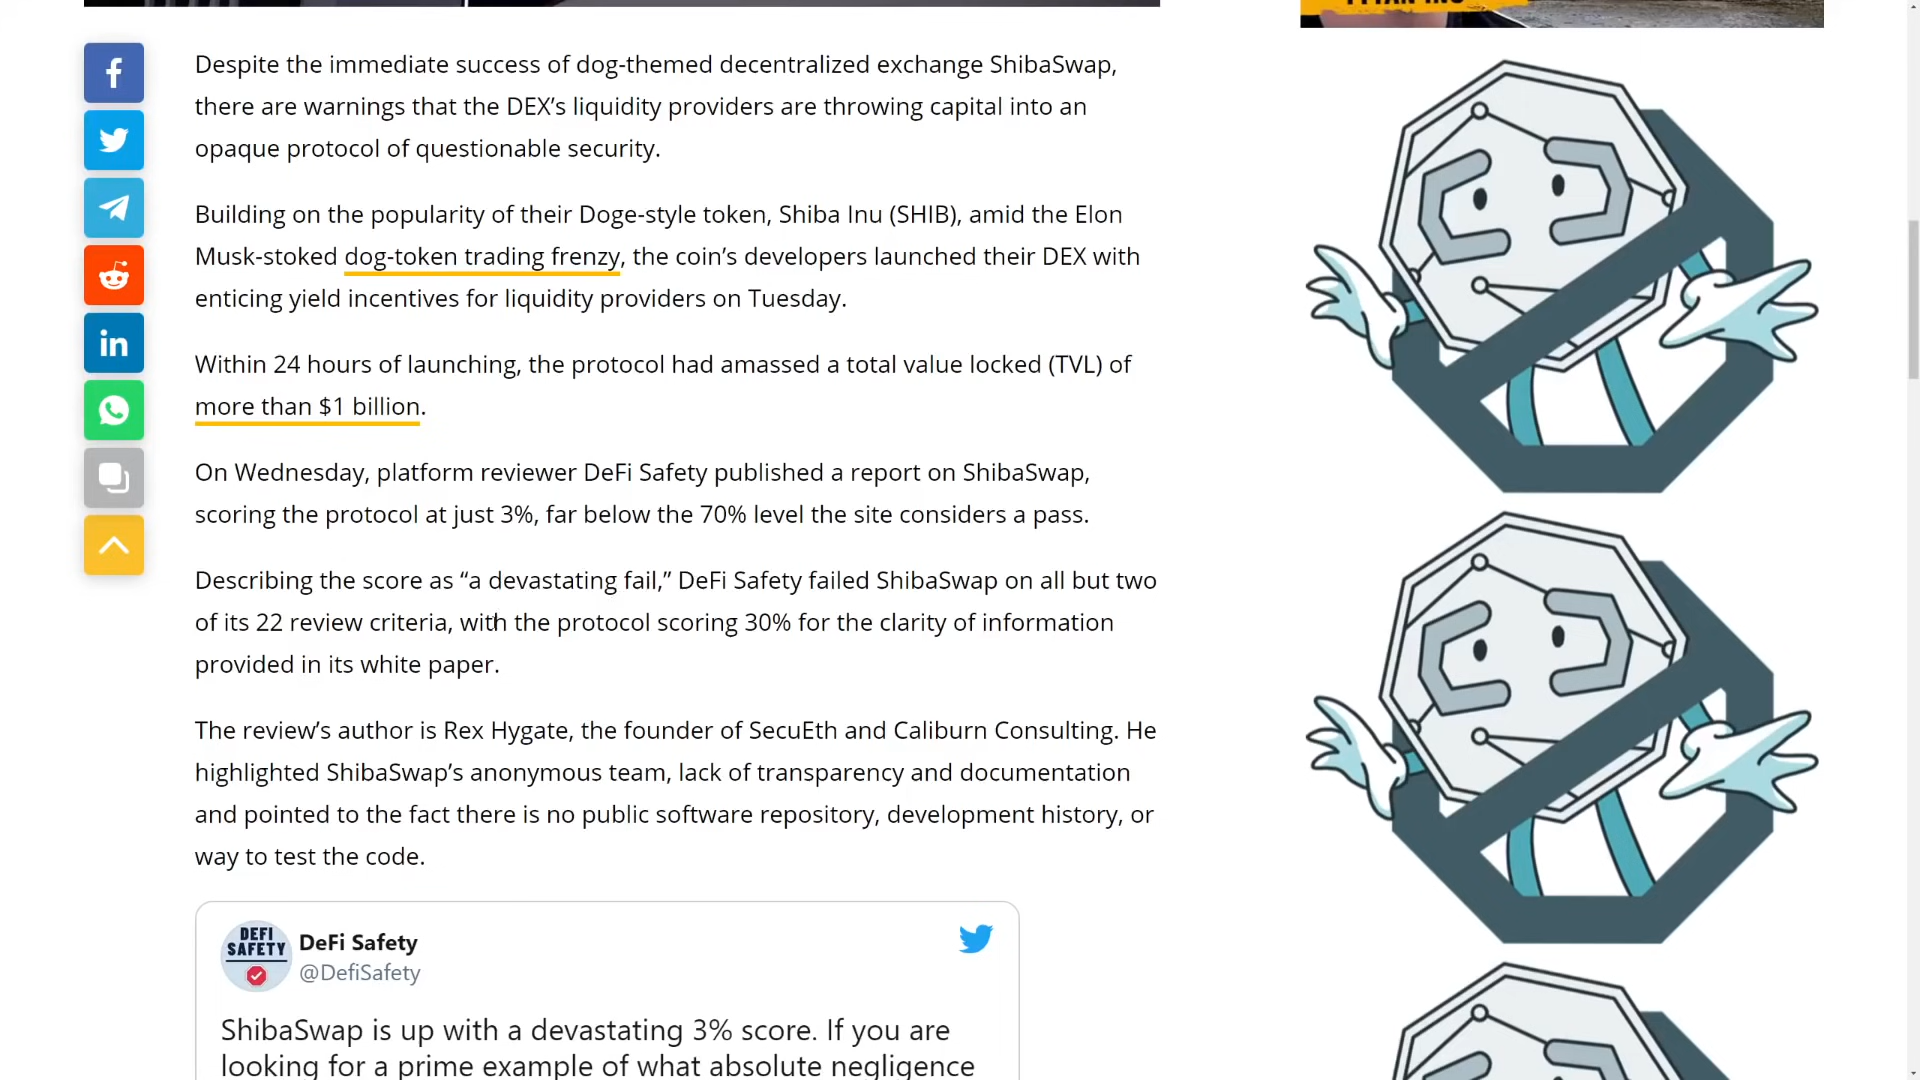 Despite the immediate success of dog-themed decentralized exchange ShibaSwap,
there are warnings that the DEX’s liquidity providers are throwing capital into an
opaque protocol of questionable security.
Building on the popularity of their Doge-style token, Shiba Inu (SHIB), amid the Elon
Musk-stoked dog-token trading frenzy, the coin’s developers launched their DEX with
enticing yield incentives for liquidity providers on Tuesday.
Within 24 hours of launching, the protocol had amassed a total value locked (TVL) of
more than $1 billion.
On Wednesday, platform reviewer DeFi Safety published a report on ShibaSwap,
scoring the protocol at just 3%, far below the 70% level the site considers a pass.
Describing the score as “a devastating fail,” DeFi Safety failed ShibaSwap on all but two
of its 22 review criteria, with the protocol scoring 30% for the clarity of information
provided in its white paper.
The review’s author is Rex Hygate, the founder of SecuEth and Caliburn Consulting. He
highlighted ShibaSwap’s anonymous team, lack of transparency and documentation
and pointed to the fact there is no public software repository, development history, or
way to test the code.
DEFI
SAFETY
DeFi Safety
@DefiSafety
ShibaSwap is up with a devastating 3% score. If you are
looking for a prime example of what absolute negligence